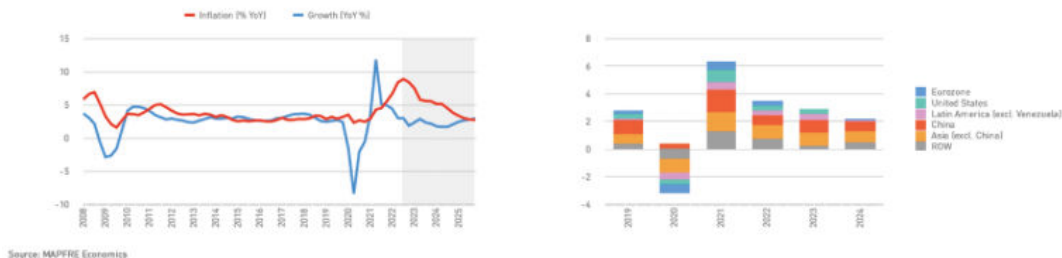 Inflation (% YoY) Growth (YoY %)
15
10
5
0
-5
-10
2008 2009 2010 2011 2012 2013 2014 2015 2016 2017 2018 2019 2020 2021 2022 2023 2024 2025
8
6
4
2
0
-2
-4
2019 2020 2021 2022 2023 2024
Eurozone
United States
Latin America (excl. Venezuela)
China
Asia (excl. China)
ROW
Source: MAPFRE Economics